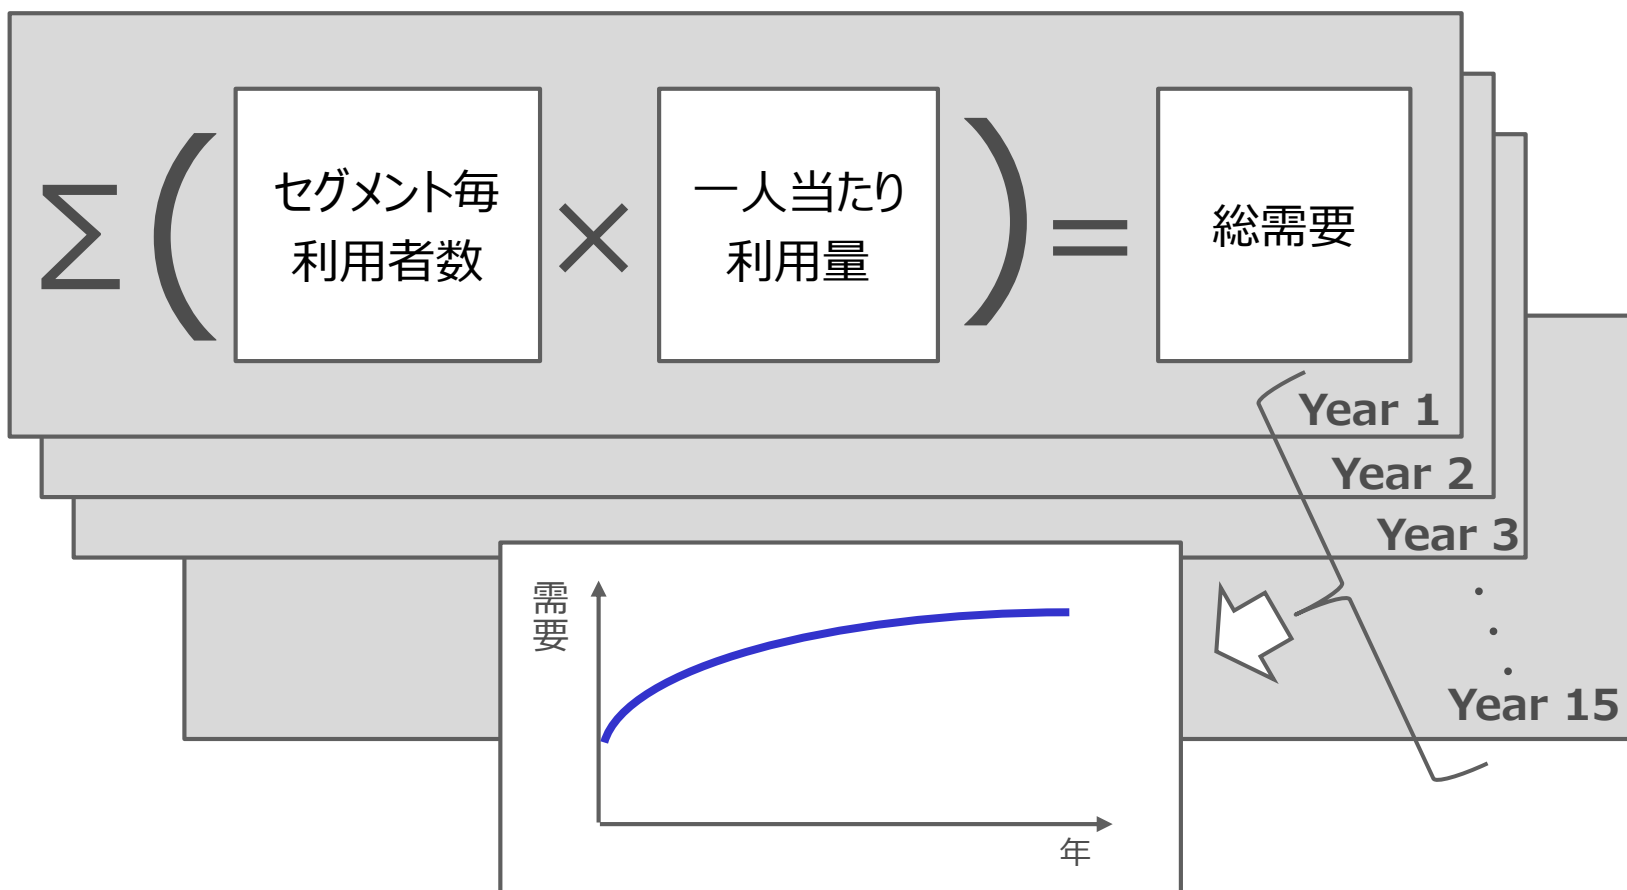 ∑(セグメント毎利用者数×一人当たり利用量)=総需要
Year 1
Year 2
Year 3
・
・
・
Year 15
需要
年